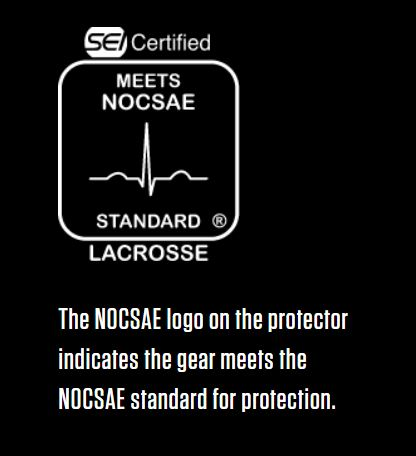 SEI Certified
MEETS
NOCSAE
STANDARD ®
LACROSSE
The NOCSAE logo on the protector
indicates the gear meets the
NOCSAE standard for protection.